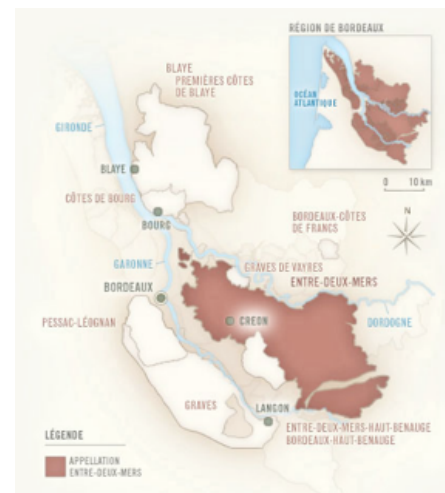 RÉGION DE BORDEAUX
OCÉAN
ATLANTIQUE
0 10 km
N
BLAYE
PREMIÈRES CÔTES
DE BLAYE
GIRONDE
BLAYE
CÔTES DE BOURG
BOURG
BORDEAUX-CÔTES
DE FRANCS
GARONNE
GRAVES DE VAYRES
ENTRE-DEUX-MERS
BORDEAUX
PESSAC-LÉOGNAN
CREON
DORDOGNE
GRAVES
LANGON
ENTRE-DEUX-MERS-HAUT-BENAUGE
BORDEAUX-HAUT-BENAUGE
LÉGENDE
APPELLATION
ENTRE-DEUX-MERS